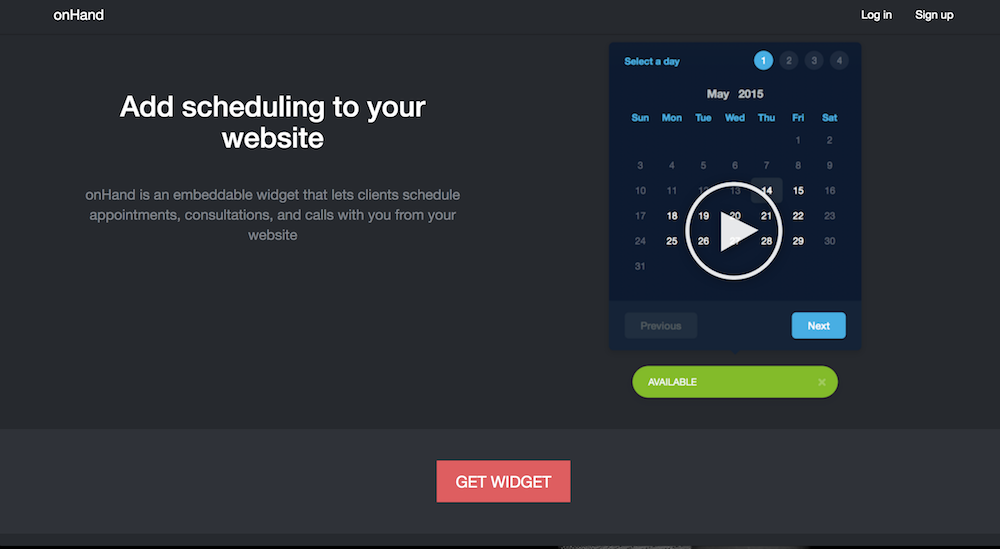 onHand Log in Sign up
Add scheduling to your
website
onHand is an embeddable widget that lets clients schedule
appointments, consultations, and calls with you from your
website
Select a day 1 2 3 4
May 2015
Sun Mon Tue Wed Thu Fri Sat
1 2
3 4 5 6 7 8 9
10 11 12 13 14 15 16
17 18 19 20 21 22 23
24 25 26 27 28 29 30
31
Previous Next
AVAILABLE ×
GET WIDGET